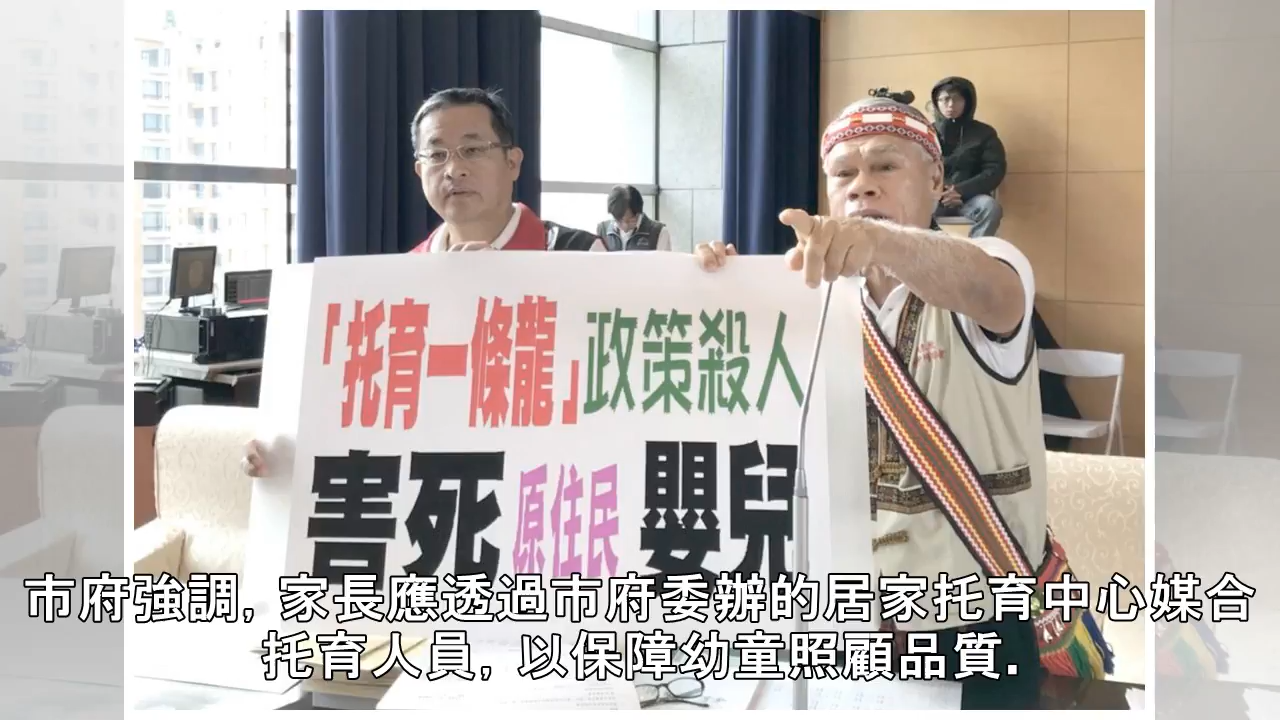 「托育一條龍」政策殺人
害死原住民嬰兒
市府強調, 家長應透過市府委辦的居家托育中心媒合
托育人員, 以保障幼童照顧品質.